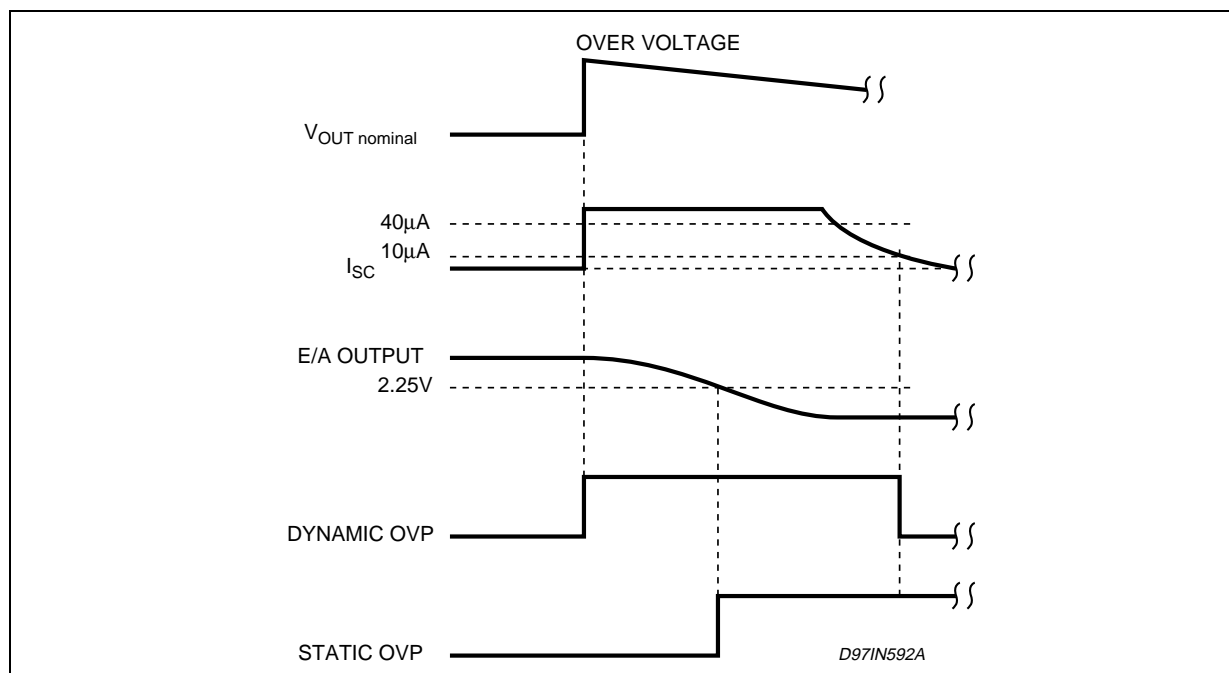 OVER VOLTAGE
VOUT nominal
40μA
10μA
ISC
E/A OUTPUT
2.25V
DYNAMIC OVP
STATIC OVP
D97IN592A